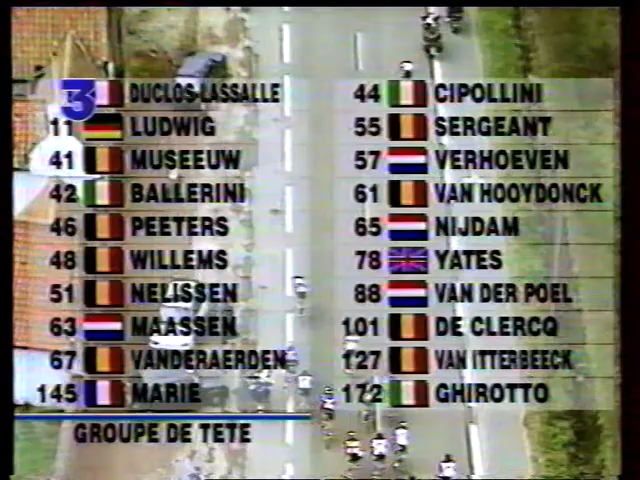 3 DUCLOS-LASSALLE
11 LUDWIG
41 MUSEEUW
42 BALLERINI
46 PEETERS
48 WILLEMS
51 NELISSEN
63 MAASSEN
67 VANDERAERDEN
145 MARIE
44 CIPOLLINI
55 SERGEANT
57 VERHOEVEN
61 VAN HOOYDONCK
65 NIJDAM
78 YATES
88 VAN DER POEL
101 DE CLERCQ
127 VAN ITTERBEECK
172 GHIROTTO
GROUPE DE TETE